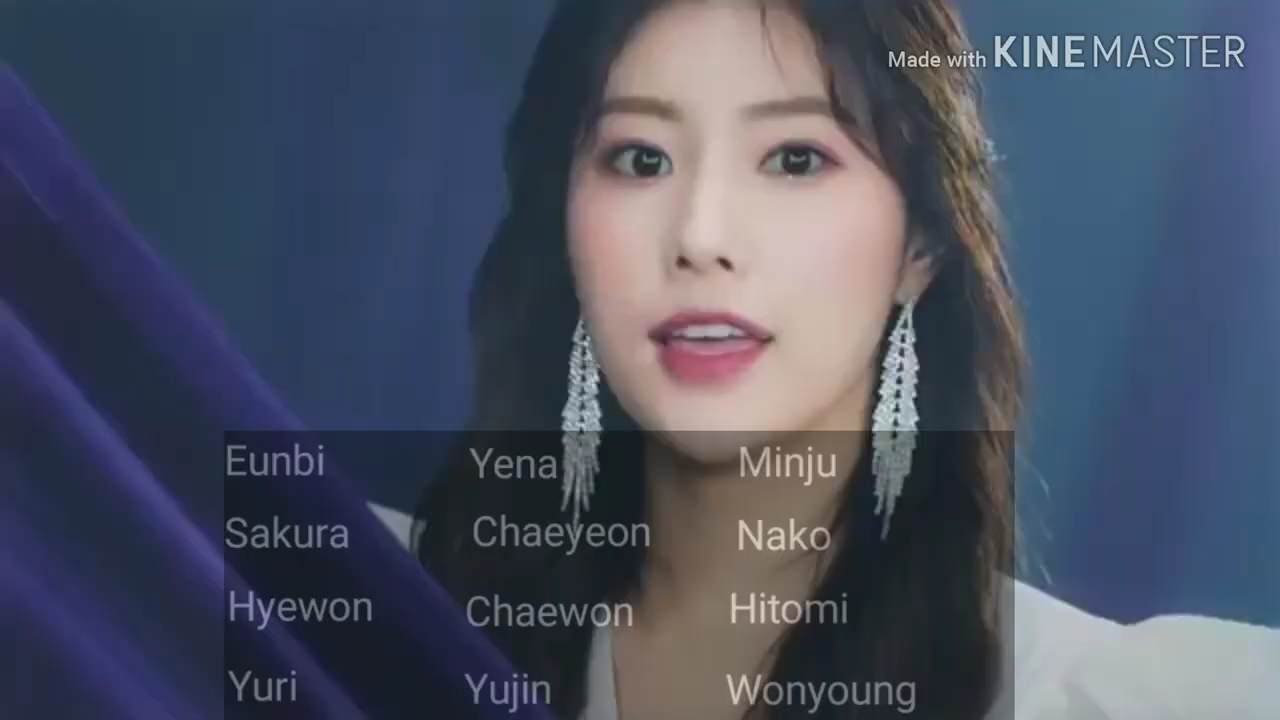 Made with KINEMASTER
Eunbi Yena Minju
Sakura Chaeyeon Nako
Hyewon Chaewon Hitomi
Yuri Yujin Wonyoung